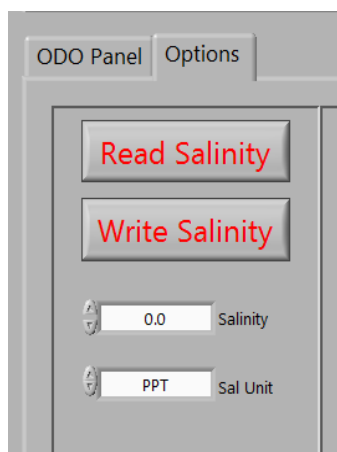 ODO Panel Options
Read Salinity
Write Salinity
0.0 Salinity
PPT Sal Unit